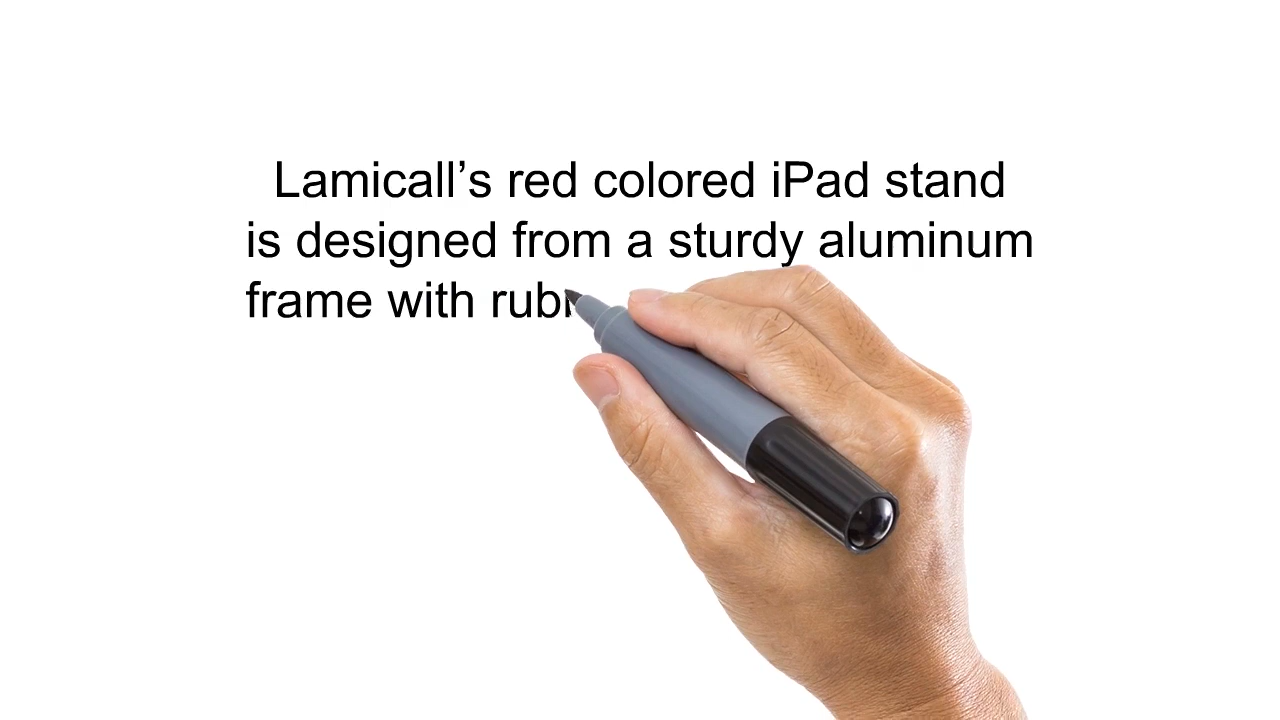 Lamicall’s red colored iPad stand
is designed from a sturdy aluminum
frame with